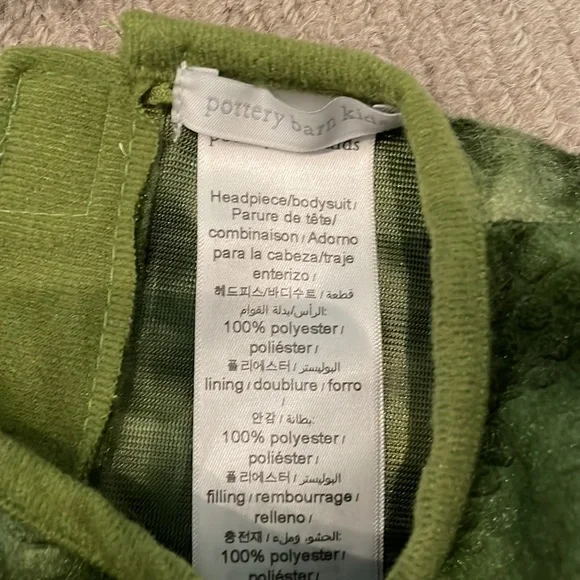 pottery barn kids
Headpiece/bodysuit/
Parure de tête/
combinaison/Adorno
para la cabeza/traje
enterizo/
헤드피스/바디수트/قطعة
الرأس/بدلة القوام:
100% polyester/
poliéster/
폴리에스터/البوليستر
lining/doublure/forro
/
안감/بطانة:
100% polyester/
poliéster/
폴리에스터/البوليستر
filling/rembourrage/
relleno/
충전재/الحشو، وملء:
100% polyester/
poliéster/